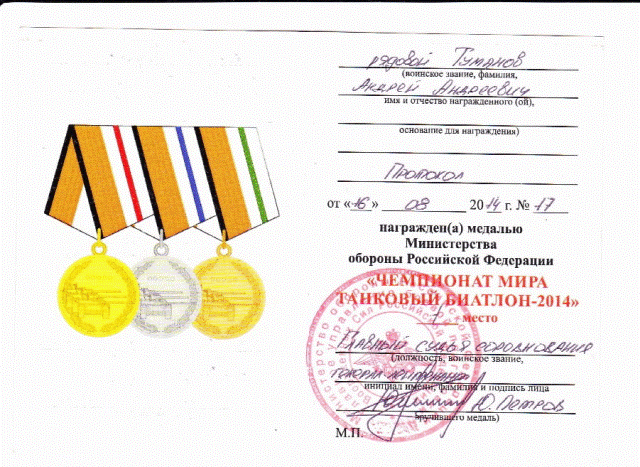 рядовой Туманов
(воинское звание, фамилия,
Андрей Андреевич
имя и отчество награжденного (ой),
основание для награждения)
Протокол
от «16» 08 2014 г. № 17
награжден(а) медалью
Министерства
обороны Российской Федерации
«ЧЕМПИОНАТ МИРА
ТАНКОВЫЙ БИАТЛОН-2014»
место
Главный судья соревнования
(должность, воинское звание,
инициал имени, фамилия и подпись лица
Ю. Петров
вручившего медаль)
М.П.